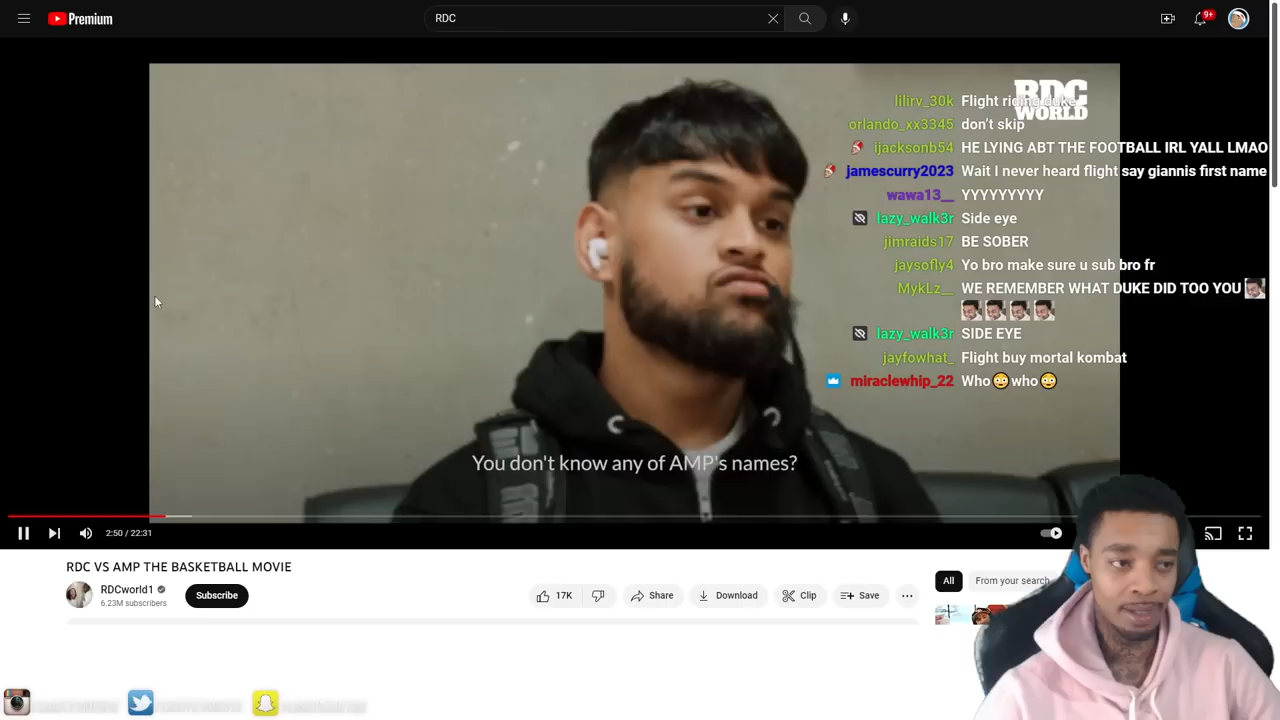 Premium
RDC
9+
RDC
WORLD
lilirv_30k Flight riding duke
orlando_xx3345 don't skip
ijacksonb54 HE LYING ABT THE FOOTBALL IRL YALL LMAO
jamescurry2023 Wait I never heard flight say giannis first name
wawa13__ YYYYYYYYY
lazy_walk3r Side eye
jimraids17 BE SOBER
jaysofly4 Yo bro make sure u sub bro fr
MykLz__ WE REMEMBER WHAT DUKE DID TOO YOU
lazy_walk3r SIDE EYE
jayfowhat_ Flight buy mortal kombat
miraclewhip_22 Who😳who😳
You don't know any of AMP's names?
2:50 / 22:31
RDC VS AMP THE BASKETBALL MOVIE
RDCworld1
6.23M subscribers
Subscribe
17K
Share
Download
Clip
Save
All
From your search